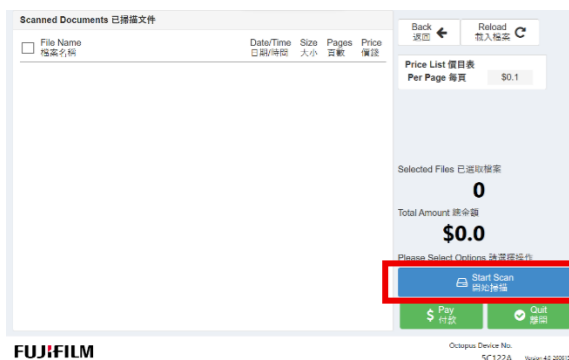 Scanned Documents 已掃描文件
File Name
檔案名稱
Date/Time
日期/時間
Size
大小
Pages
頁數
Price
價錢
Back
返回
Reload
載入檔案
Price List 價目表
Per Page 每頁 $0.1
Selected Files 已選取檔案
0
Total Amount 總金額
$0.0
Please Select Options 請選擇操作
Start Scan
開始掃描
$ Pay
付款
Quit
離開
FUJIFILM
Octopus Device No.
SC122A